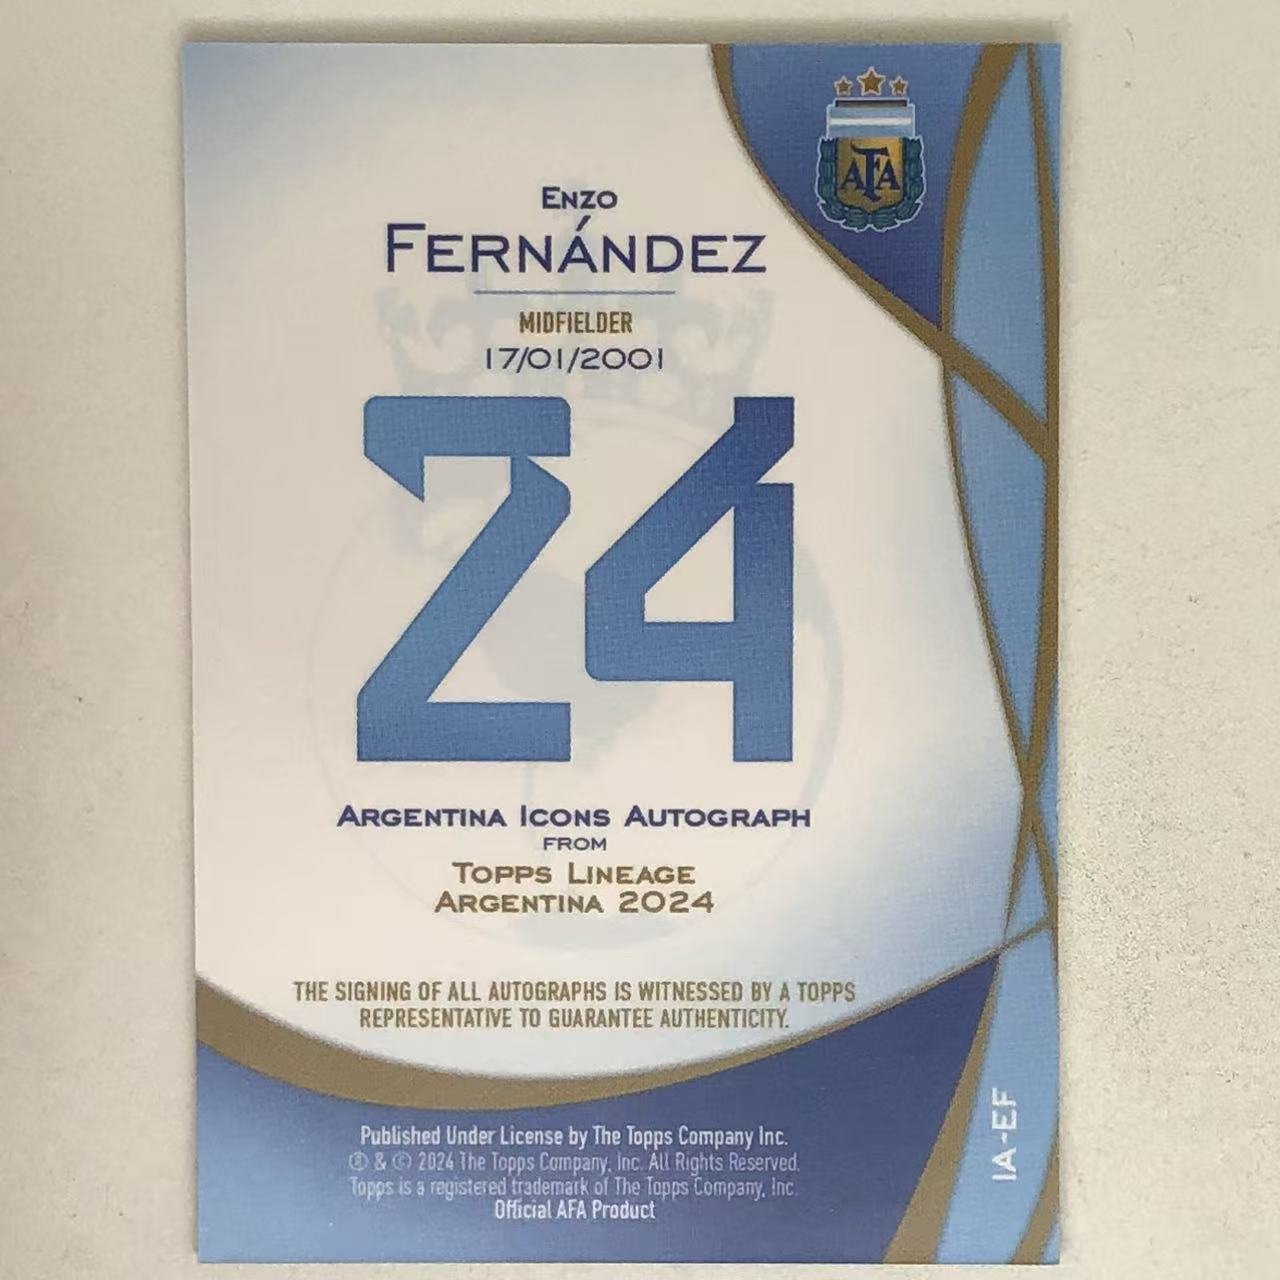 AFA
Enzo
Fernández
MIDFIELDER
17/01/2001
24
Argentina Icons Autograph
from
Topps Lineage
Argentina 2024
THE SIGNING OF ALL AUTOGRAPHS IS WITNESSED BY A TOPPS
REPRESENTATIVE TO GUARANTEE AUTHENTICITY.
Published Under License by The Topps Company Inc.
® & © 2024 The Topps Company, Inc. All Rights Reserved.
Topps is a registered trademark of The Topps Company, Inc.
Official AFA Product
IA-EF